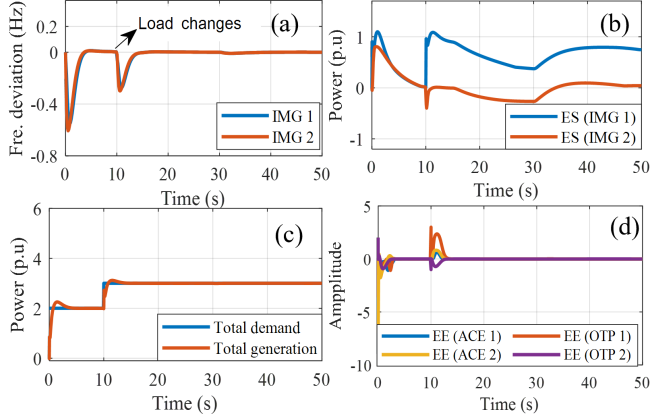 Load changes
(a)
Fre. deviation (Hz)
0
-0.4
-0.8
IMG 1
IMG 2
0 10 20 30 40 50
Time (s)
(b)
Power (p.u)
1
0
-1
ES (IMG 1)
ES (IMG 2)
0 10 20 30 40 50
Time (s)
(c)
Power (p.u)
6
4
2
0
Total demand
Total generation
0 10 20 30 40 50
Time (s)
(d)
Ampplitude
5
0
-5
-10
EE (ACE 1) EE (OTP 1)
EE (ACE 2) EE (OTP 2)
0 10 20 30 40 50
Time (s)